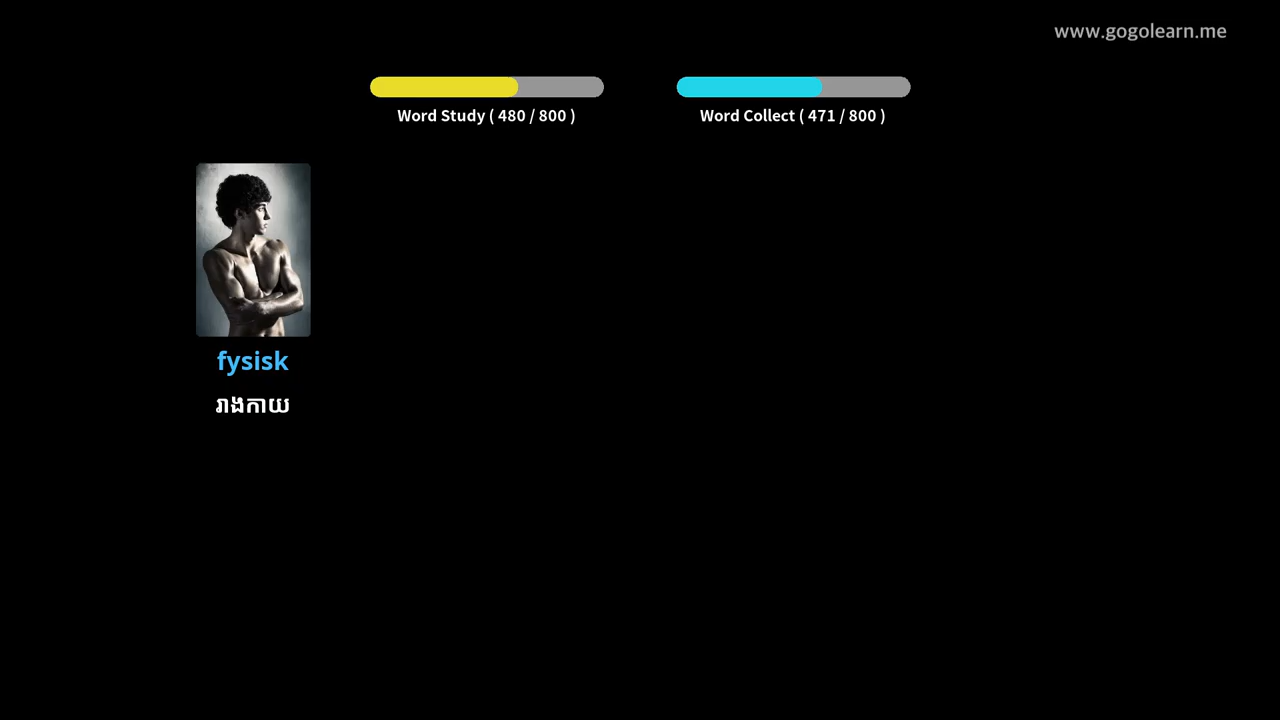 www.gogolearn.me
Word Study ( 480 / 800 )
Word Collect ( 471 / 800 )
fysisk
រាងកាយ